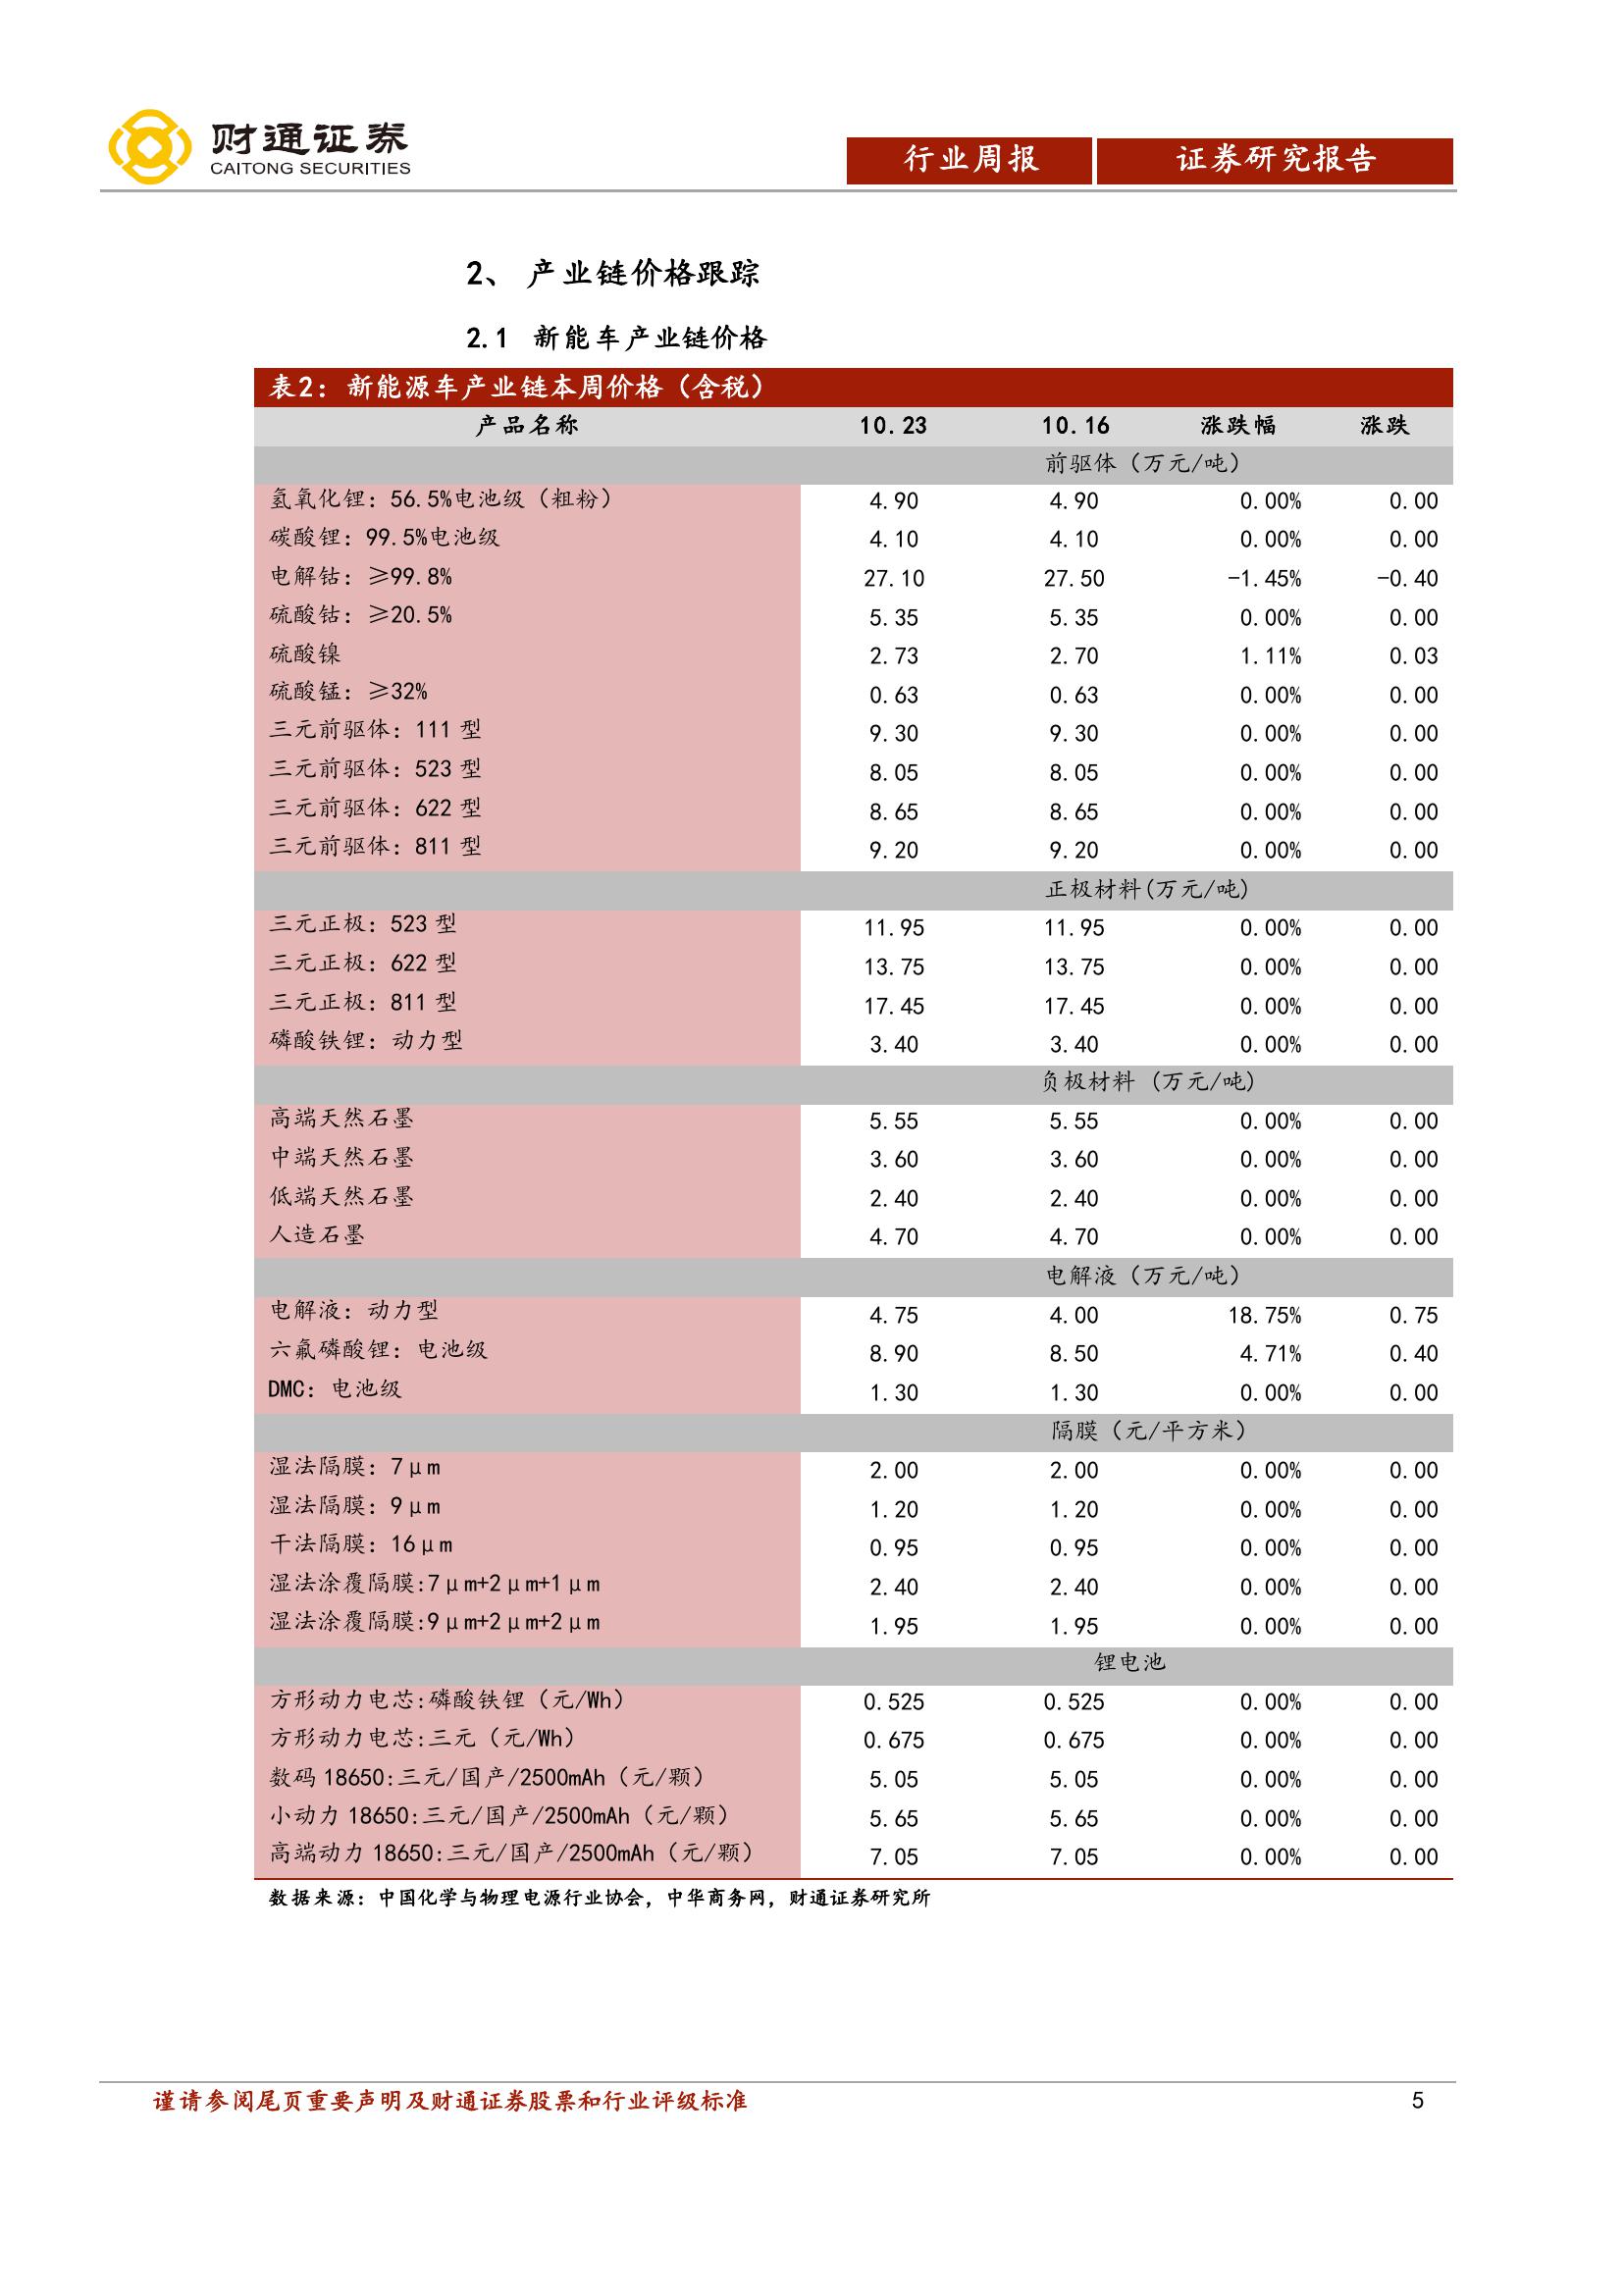 财通证券
CAITONG SECURITIES
行业周报 证券研究报告
2、 产业链价格跟踪
2.1 新能车产业链价格
表2：新能源车产业链本周价格（含税）
产品名称 10.23 10.16 涨跌幅 涨跌
前驱体（万元/吨）
氢氧化锂：56.5%电池级（粗粉） 4.90 4.90 0.00% 0.00
碳酸锂：99.5%电池级 4.10 4.10 0.00% 0.00
电解钴：≥99.8% 27.10 27.50 -1.45% -0.40
硫酸钴：≥20.5% 5.35 5.35 0.00% 0.00
硫酸镍 2.73 2.70 1.11% 0.03
硫酸锰：≥32% 0.63 0.63 0.00% 0.00
三元前驱体：111 型 9.30 9.30 0.00% 0.00
三元前驱体：523 型 8.05 8.05 0.00% 0.00
三元前驱体：622 型 8.65 8.65 0.00% 0.00
三元前驱体：811 型 9.20 9.20 0.00% 0.00
正极材料(万元/吨)
三元正极：523 型 11.95 11.95 0.00% 0.00
三元正极：622 型 13.75 13.75 0.00% 0.00
三元正极：811 型 17.45 17.45 0.00% 0.00
磷酸铁锂：动力型 3.40 3.40 0.00% 0.00
负极材料 (万元/吨)
高端天然石墨 5.55 5.55 0.00% 0.00
中端天然石墨 3.60 3.60 0.00% 0.00
低端天然石墨 2.40 2.40 0.00% 0.00
人造石墨 4.70 4.70 0.00% 0.00
电解液（万元/吨）
电解液：动力型 4.75 4.00 18.75% 0.75
六氟磷酸锂：电池级 8.90 8.50 4.71% 0.40
DMC：电池级 1.30 1.30 0.00% 0.00
隔膜（元/平方米）
湿法隔膜：7μm 2.00 2.00 0.00% 0.00
湿法隔膜：9μm 1.20 1.20 0.00% 0.00
干法隔膜：16μm 0.95 0.95 0.00% 0.00
湿法涂覆隔膜:7μm+2μm+1μm 2.40 2.40 0.00% 0.00
湿法涂覆隔膜:9μm+2μm+2μm 1.95 1.95 0.00% 0.00
锂电池
方形动力电芯:磷酸铁锂（元/Wh） 0.525 0.525 0.00% 0.00
方形动力电芯:三元（元/Wh） 0.675 0.675 0.00% 0.00
数码 18650:三元/国产/2500mAh（元/颗） 5.05 5.05 0.00% 0.00
小动力 18650:三元/国产/2500mAh（元/颗） 5.65 5.65 0.00% 0.00
高端动力 18650:三元/国产/2500mAh（元/颗） 7.05 7.05 0.00% 0.00
数据来源：中国化学与物理电源行业协会，中华商务网，财通证券研究所
谨请参阅尾页重要声明及财通证券股票和行业评级标准 5